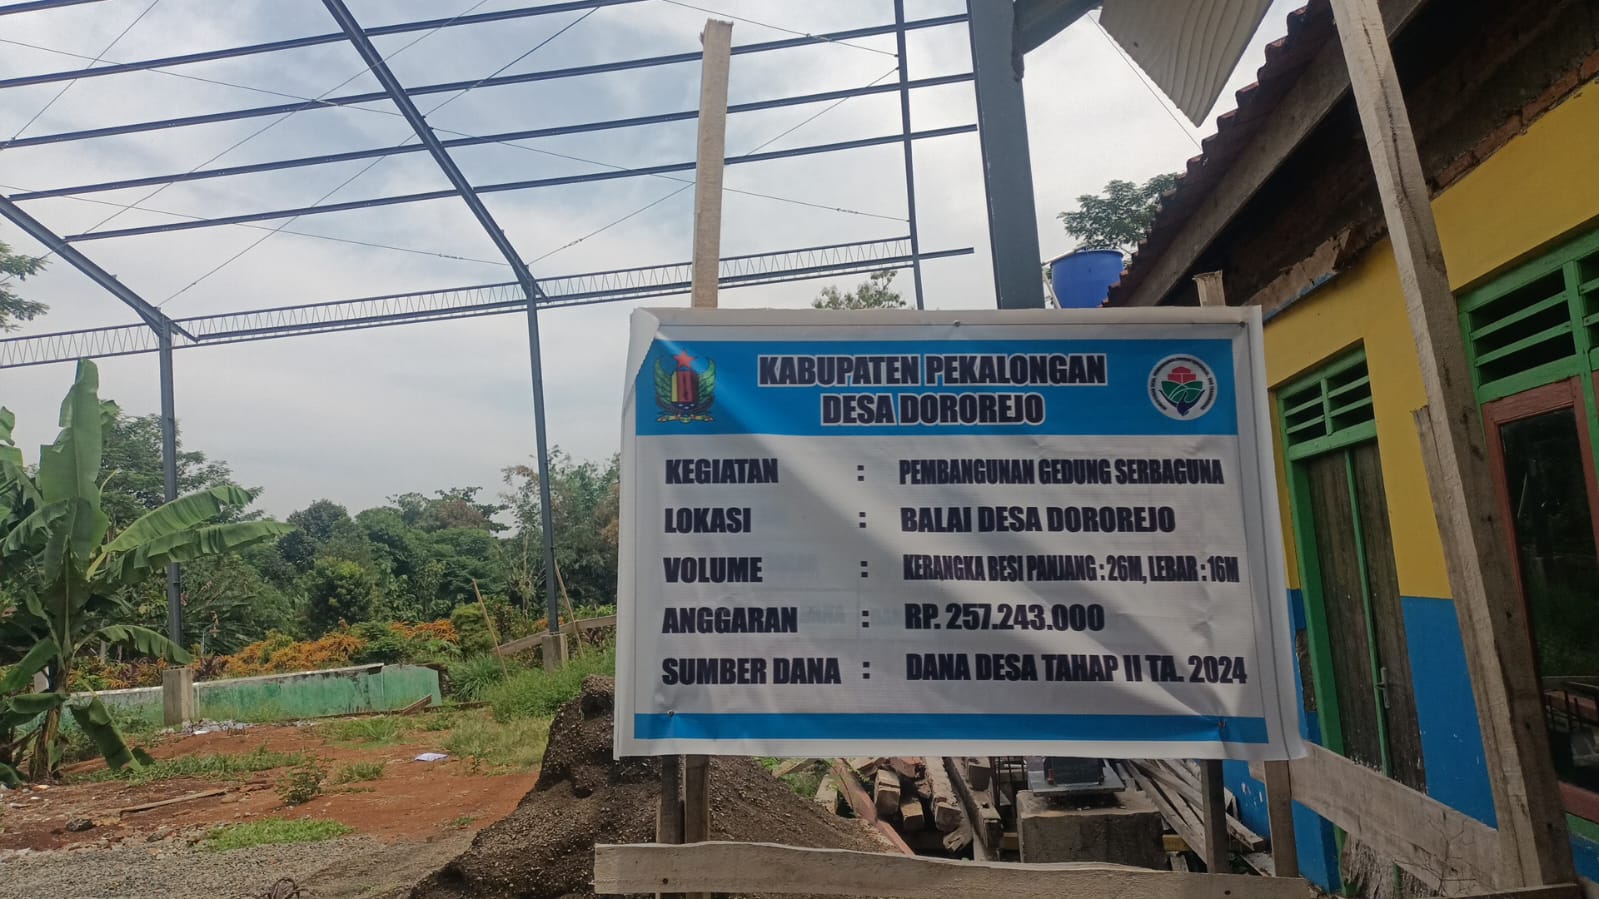 KABUPATEN PEKALONGAN
DESA DOROREJO
KEGIATAN : PEMBANGUNAN GEDUNG SERBAGUNA
LOKASI : BALAI DESA DOROREJO
VOLUME : KERANGKA BESI PANJANG : 26M, LEBAR : 16M
ANGGARAN : RP. 257.243.000
SUMBER DANA : DANA DESA TAHAP II TA. 2024